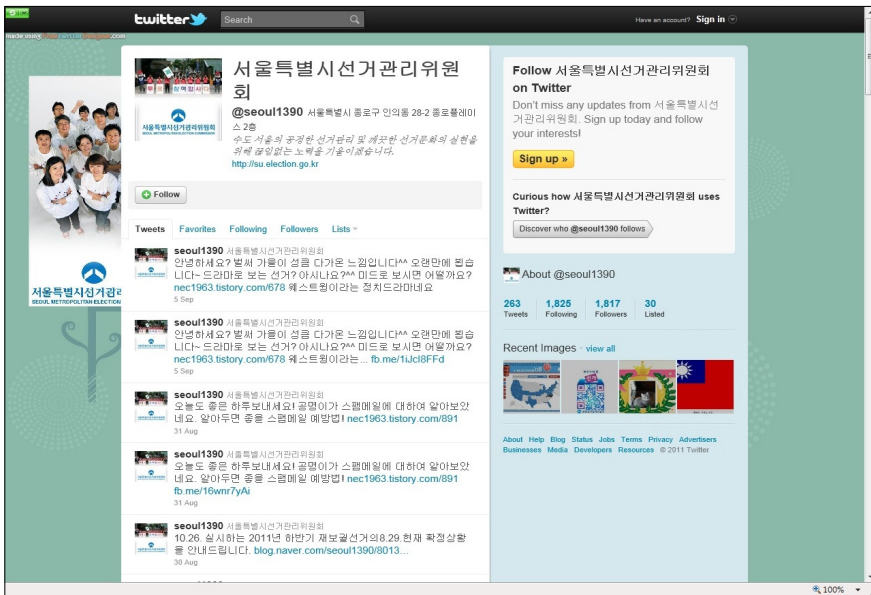 twitter
Search
Have an account? Sign in
서울특별시선거관리위원회
서울특별시선거관리위원
회
@seoul1390 서울특별시 종로구 인의동 28-2 종로플레이
스 2층
수도 서울의 공정한 선거관리 및 깨끗한 선거문화의 실현을
위해 끊임없는 노력을 기울이겠습니다.
http://su.election.go.kr
Follow
Tweets Favorites Following Followers Lists
seoul1390 서울특별시선거관리위원회
안녕하세요? 벌써 가을이 성큼 다가온 느낌입니다^^ 오랜만에 뵙습
니다~ 드라마로 보는 선거? 아시나요?^^ 미드로 보시면 어떨까요?
nec1963.tistory.com/678 웨스트윙이라는 정치드라마네요
5 Sep
seoul1390 서울특별시선거관리위원회
안녕하세요? 벌써 가을이 성큼 다가온 느낌입니다^^ 오랜만에 뵙습
니다~ 드라마로 보는 선거? 아시나요?^^ 미드로 보시면 어떨까요?
nec1963.tistory.com/678 웨스트윙이라는... fb.me/1iJcl8FFd
5 Sep
seoul1390 서울특별시선거관리위원회
오늘도 좋은 하루보내세요! 공명이가 스팸메일에 대하여 알아보았
네요. 알아두면 좋을 스팸메일 예방법! nec1963.tistory.com/891
31 Aug
seoul1390 서울특별시선거관리위원회
오늘도 좋은 하루보내세요! 공명이가 스팸메일에 대하여 알아보았
네요. 알아두면 좋을 스팸메일 예방법! nec1963.tistory.com/891
fb.me/16wnr7yAi
31 Aug
seoul1390 서울특별시선거관리위원회
10.26. 실시하는 2011년 하반기 재보궐선거의8.29.현재 확정상황
을 안내드립니다. blog.naver.com/seoul1390/8013...
30 Aug
서울특별시선거관
SEOUL METROPOLITAN ELECTION
Follow 서울특별시선거관리위원회
on Twitter
Don't miss any updates from 서울특별시선
거관리위원회. Sign up today and follow
your interests!
Sign up »
Curious how 서울특별시선거관리위원회 uses
Twitter?
Discover who @seoul1390 follows
About @seoul1390
263 1,825 1,817 30
Tweets Following Followers Listed
Recent Images · view all
About Help Blog Status Jobs Terms Privacy Advertisers
Businesses Media Developers Resources © 2011 Twitter
100%